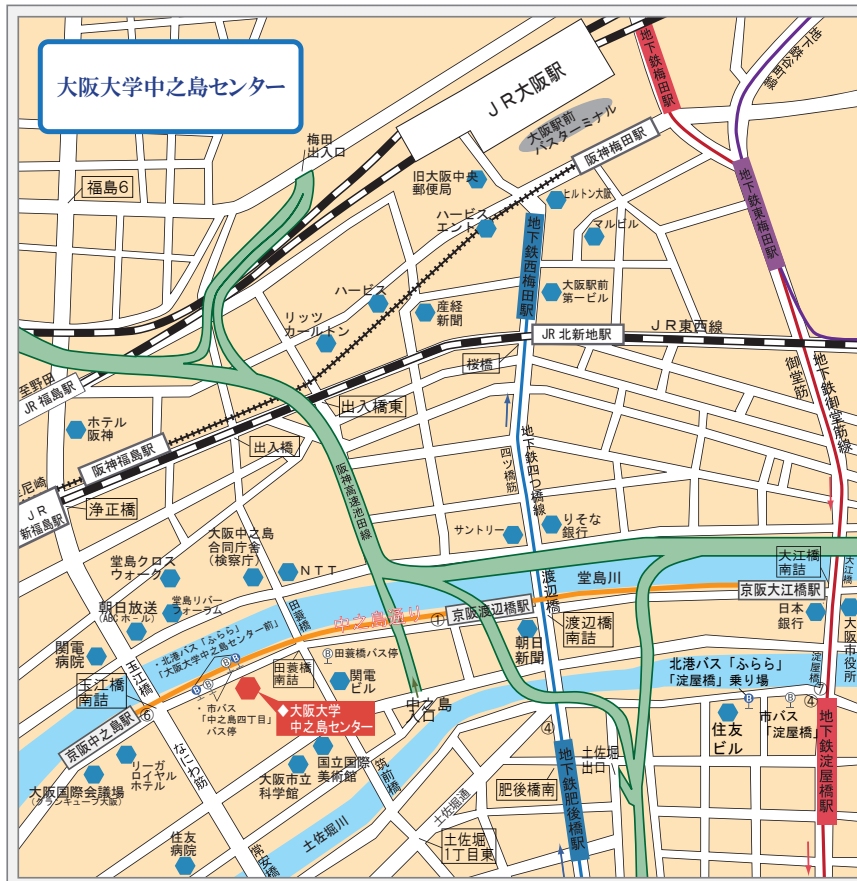 大阪大学中之島センター
JR大阪駅
地下鉄梅田駅
地下鉄谷町線
大阪駅前
バスターミナル
阪神梅田駅
梅田
出入口
福島6
旧大阪中央
郵便局
ヒルトン大阪
地下鉄東梅田駅
ハービス
エント
マルビル
地下鉄西梅田駅
大阪駅前
第一ビル
ハービス
産経
新聞
リッツ
カールトン
JR北新地駅
JR東西線
桜橋
御堂筋
地下鉄御堂筋線
至野田
JR福島駅
出入橋東
ホテル
阪神
出入橋
阪神福島駅
地下鉄四つ橋線
四ツ橋筋
阪神高速池田線
尼崎
JR
新福島駅
浄正橋
サントリー
りそな
銀行
大阪中之島
合同庁舎
(検察庁)
NTT
堂島クロス
ウォーク
大江橋
南詰
大江橋
堂島川
京阪大江橋駅
渡辺橋
京阪渡辺橋駅
渡辺橋
南詰
日本
銀行
大阪市役所
朝日放送
(ABCホール)
堂島リバー
フォーラム
田蓑橋
中之島通り
①
朝日
新聞
関電
病院
・北港バス「ふらら」
「大阪大学中之島センター前」
玉江橋
B
田蓑橋バス停
田蓑橋
南詰
関電
ビル
北港バス「ふらら」
「淀屋橋」乗り場
淀屋橋
玉江橋
南詰
B
B
B
B
・市バス
「中之島四丁目」
バス停
◆大阪大学
中之島センター
中之島
入口
⑥
京阪中之島駅
B
B
⑦
④
市バス
「淀屋橋」
住友
ビル
地下鉄淀屋橋駅
④
なにわ筋
リーガ
ロイヤル
ホテル
大阪国際会議場
(グランキューブ大阪)
国立国際
美術館
大阪市立
科学館
筑前橋
土佐堀
出口
地下鉄肥後橋駅
肥後橋南
土佐堀通
土佐堀川
土佐堀
1丁目東
常安橋
住友
病院